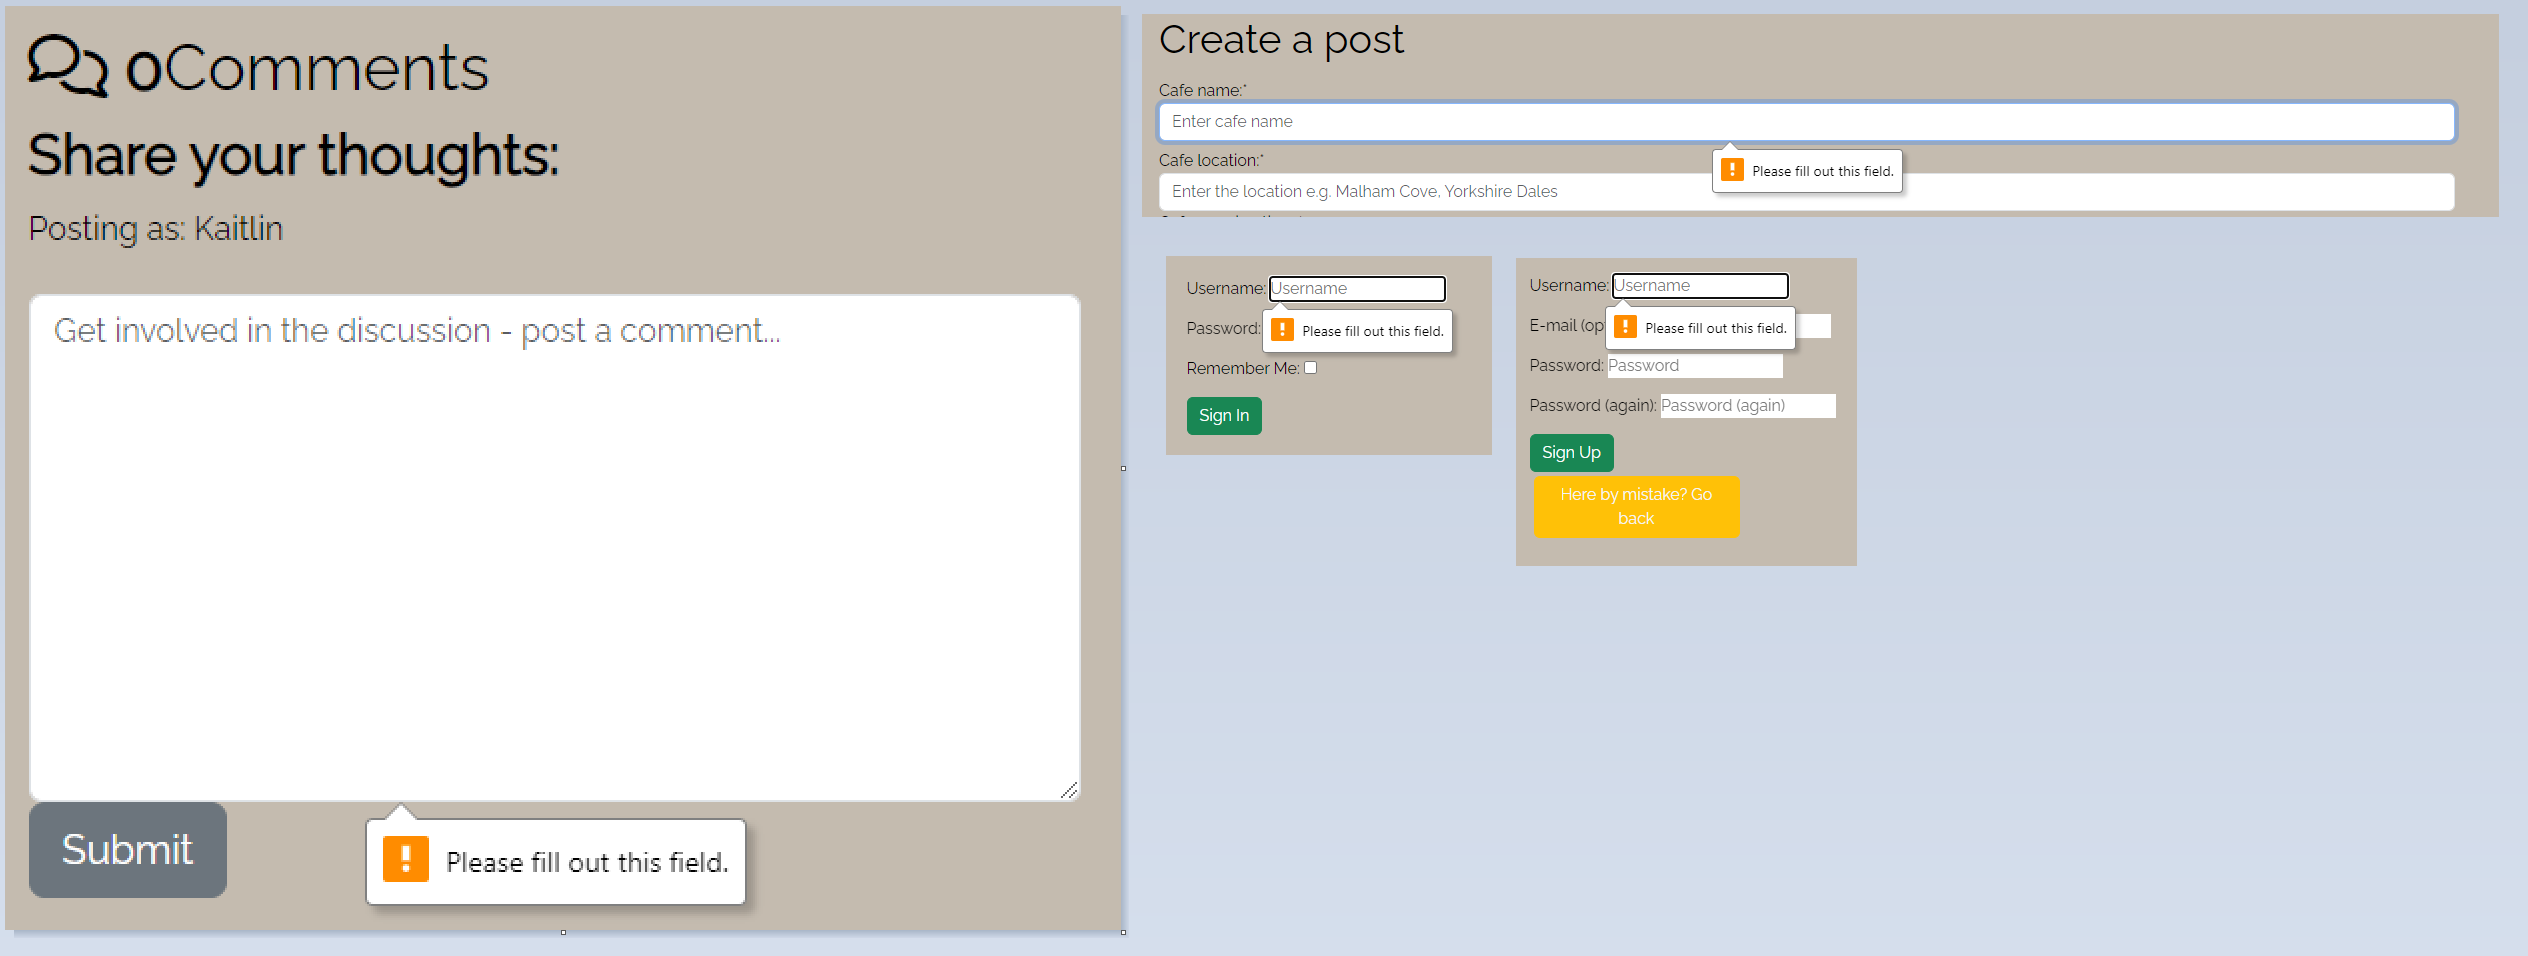 0Comments
Share your thoughts:
Posting as: Kaitlin
Get involved in the discussion - post a comment...
Submit
Please fill out this field.
Create a post
Cafe name:*
Enter cafe name
Please fill out this field.
Cafe location:*
Enter the location e.g. Malham Cove, Yorkshire Dales
Username: Username
Please fill out this field.
Password:
Remember Me:
Sign In
Username: Username
Please fill out this field.
E-mail (op
Password: Password
Password (again): Password (again)
Sign Up
Here by mistake? Go
back